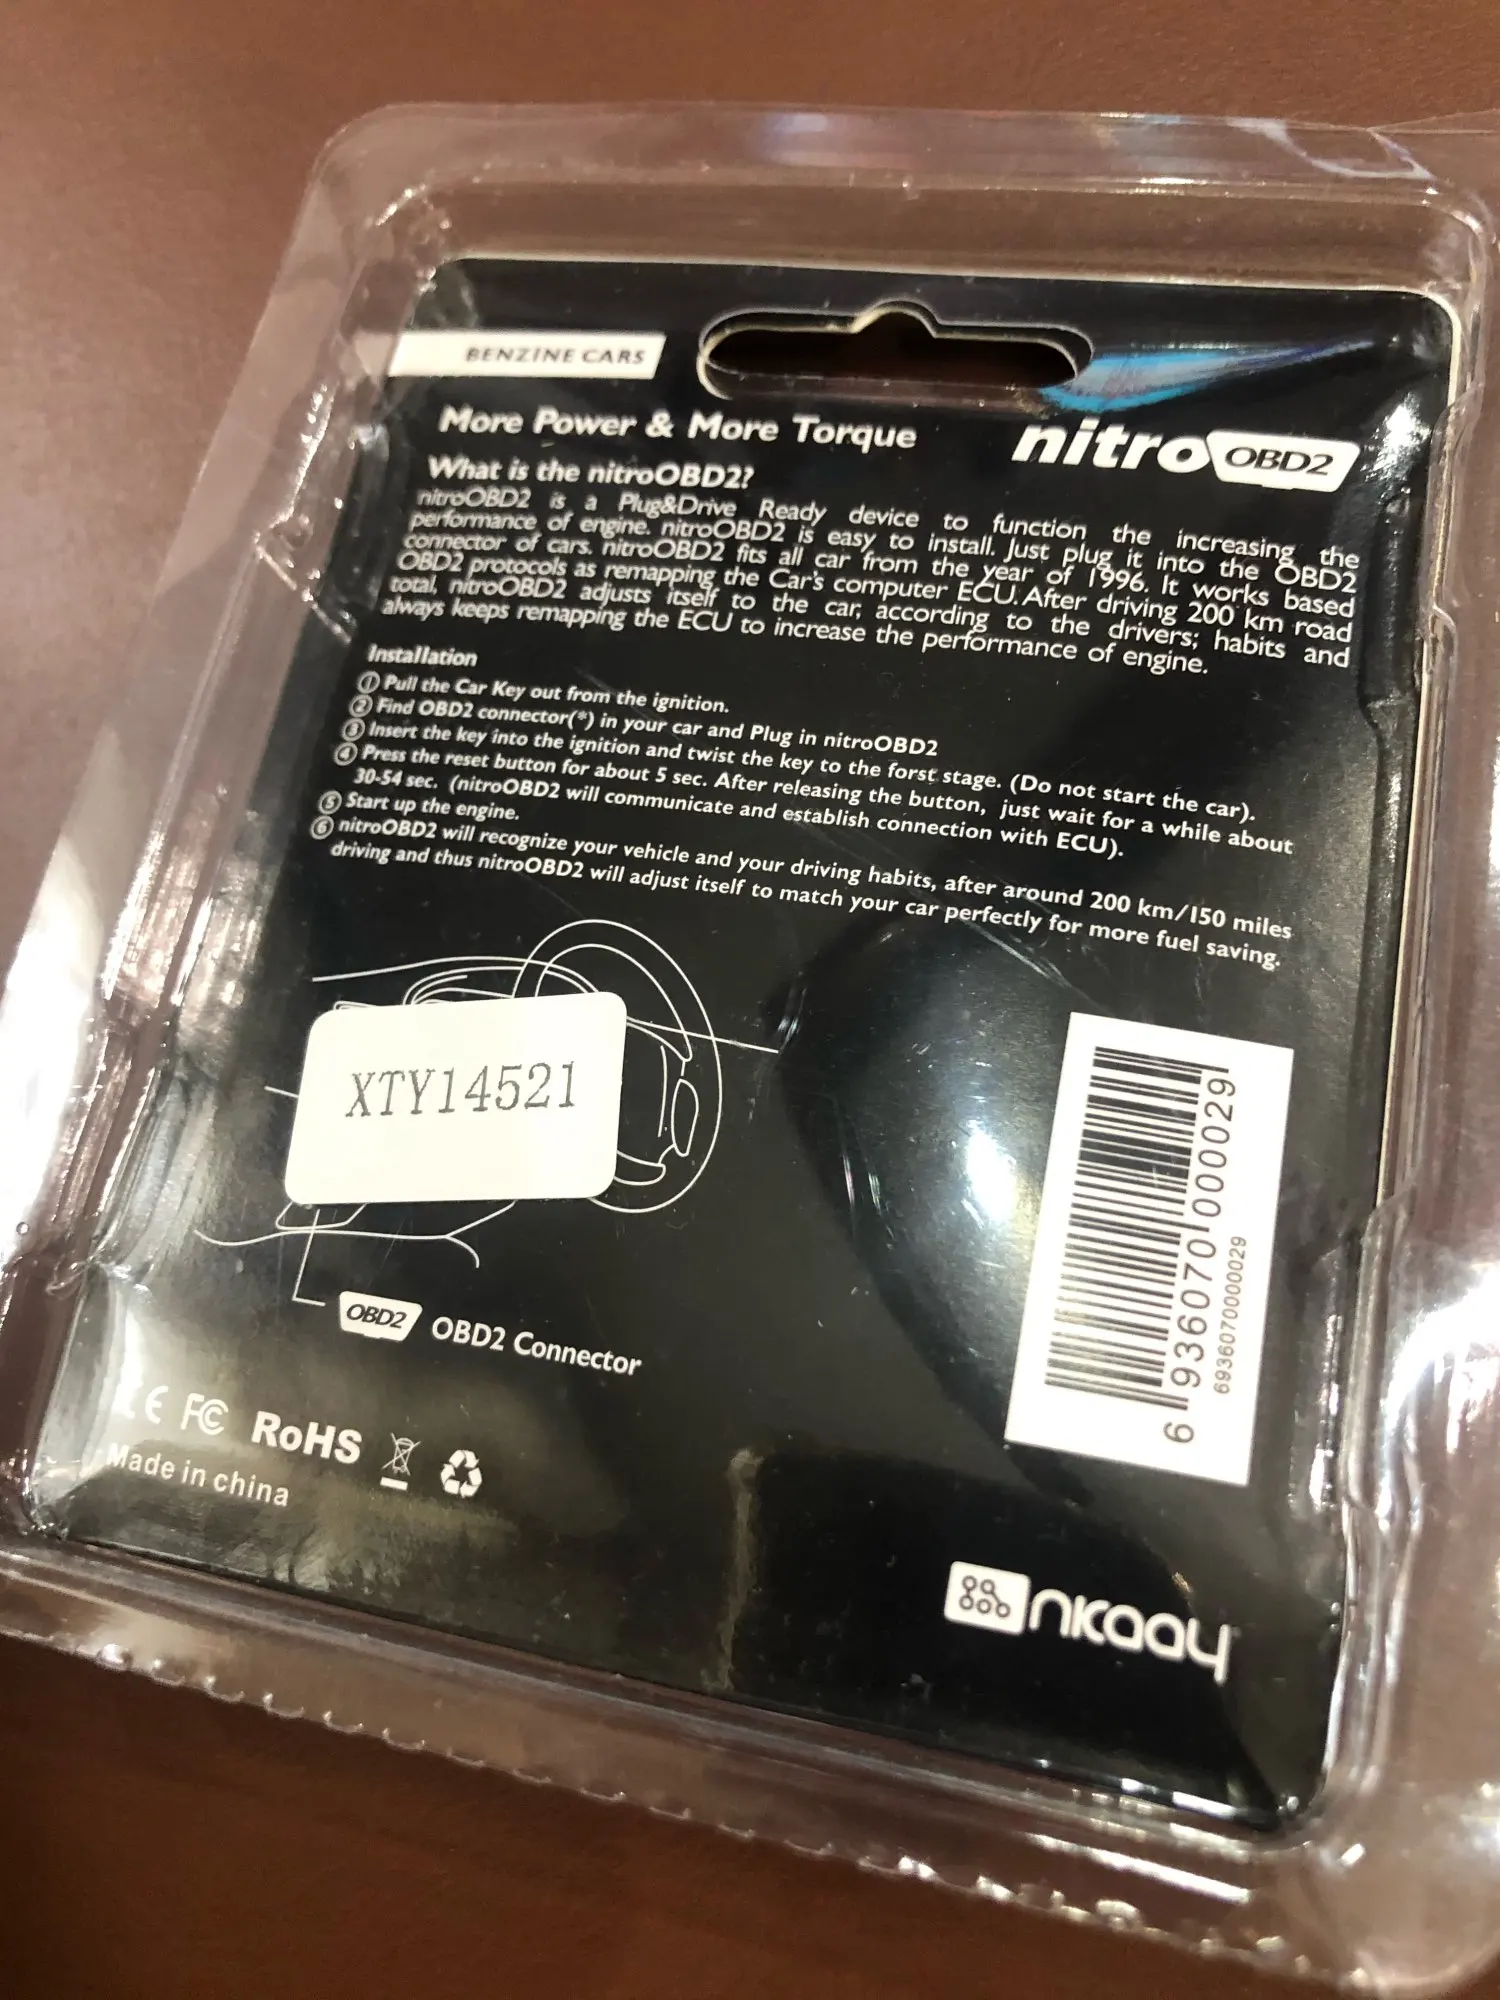 BENZINE CARS
More Power & More Torque
nitro OBD2
What is the nitroOBD2?
nitroOBD2 is a Plug&Drive Ready device to function the increasing the
performance of engine. nitroOBD2 is easy to install. Just plug it into the OBD2
connector of cars. nitroOBD2 fits all car from the year of 1996. It works based
OBD2 protocols as remapping the Car's computer ECU. After driving 200 km road
total, nitroOBD2 adjusts itself to the car, according to the drivers; habits and
always keeps remapping the ECU to increase the performance of engine.
Installation
① Pull the Car Key out from the ignition.
② Find OBD2 connector(*) in your car and Plug in nitroOBD2
③ Insert the key into the ignition and twist the key to the forst stage. (Do not start the car).
④ Press the reset button for about 5 sec. After releasing the button, just wait for a while about
30-54 sec. (nitroOBD2 will communicate and establish connection with ECU).
⑤ Start up the engine.
⑥ nitroOBD2 will recognize your vehicle and your driving habits, after around 200 km/150 miles
driving and thus nitroOBD2 will adjust itself to match your car perfectly for more fuel saving.
XTY14521
6 936070 000029
6936070000029
OBD2 OBD2 Connector
CE FC RoHS
Made in china
nkaay